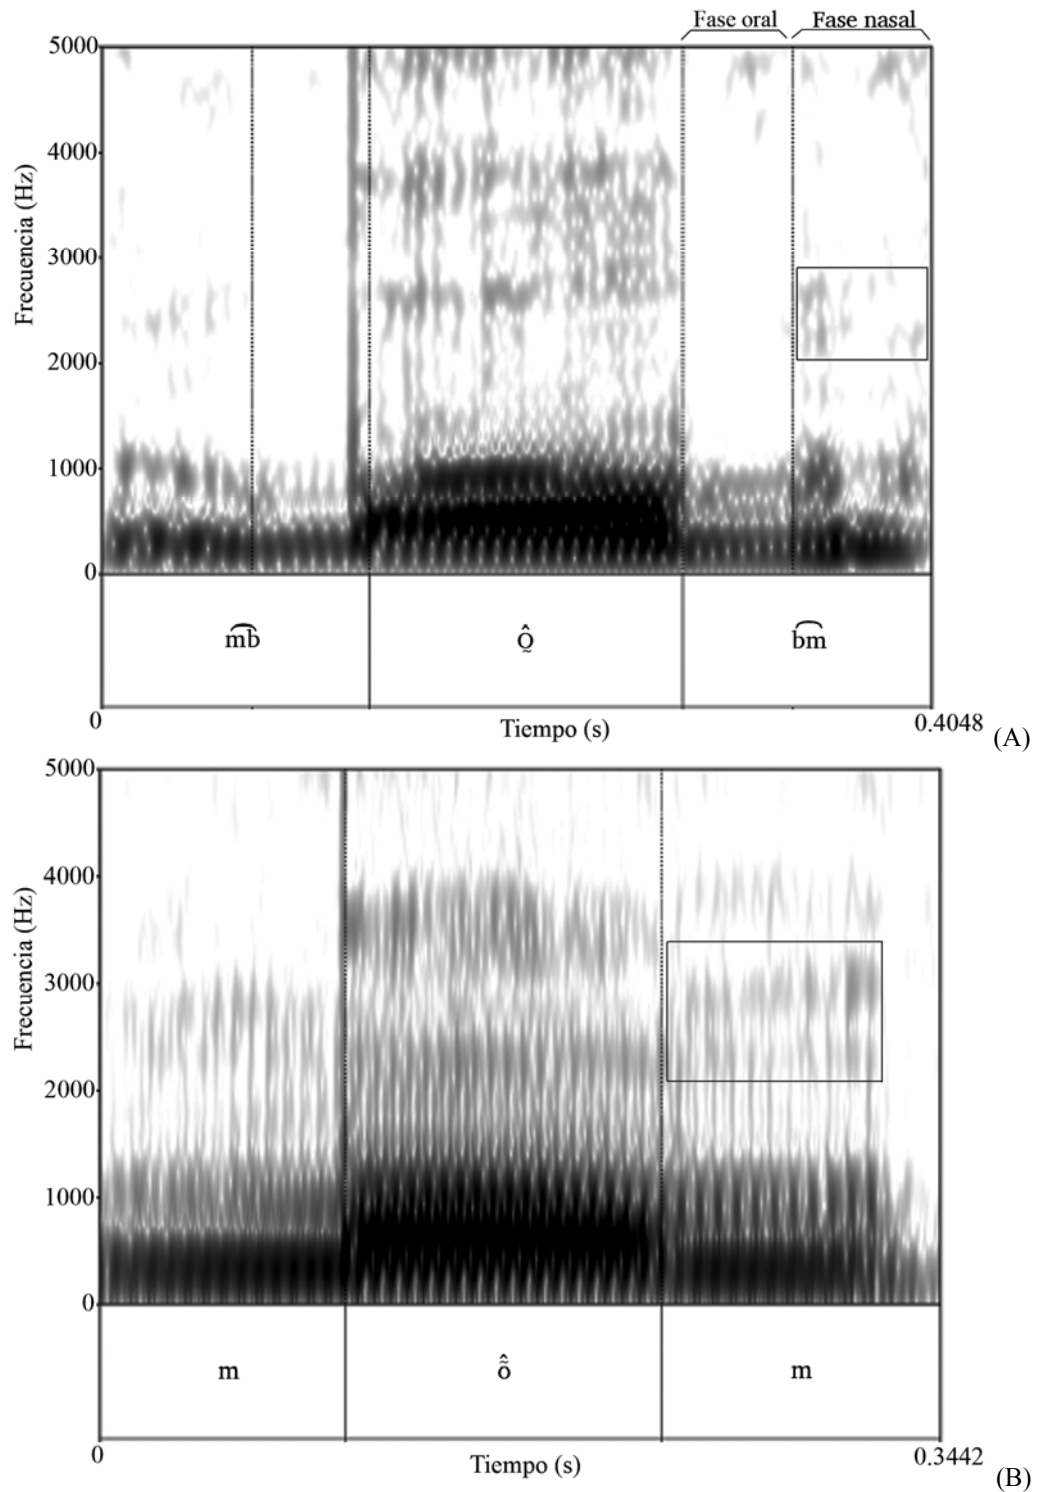 Fase oral Fase nasal
5000
4000
3000
2000
1000
0
Frecuencia (Hz)
m͡b ô̰ b͡m
0 Tiempo (s) 0.4048 (A)
5000
4000
3000
2000
1000
0
Frecuencia (Hz)
m õ̂ m
0 Tiempo (s) 0.3442 (B)